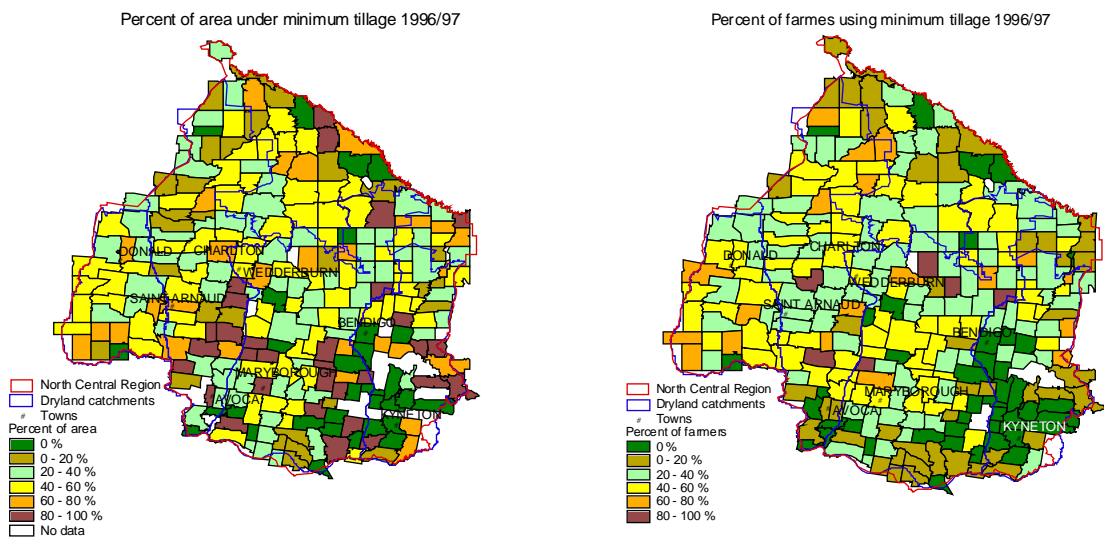 Percent of area under minimum tillage 1996/97
DONALD
CHARLTON
WEDDERBURN
SAINT ARNAUD
BENDIGO
MARYBOROUGH
AVOCA
KYNETON
North Central Region
Dryland catchments
Towns
Percent of area
0 %
0 - 20 %
20 - 40 %
40 - 60 %
60 - 80 %
80 - 100 %
No data
Percent of farmes using minimum tillage 1996/97
CHARLTON
DONALD
WEDDERBURN
SAINT ARNAUD
BENDIGO
MARYBOROUGH
AVOCA
KYNETON
North Central Region
Dryland catchments
Towns
Percent of farmers
0 %
0 - 20 %
20 - 40 %
40 - 60 %
60 - 80 %
80 - 100 %